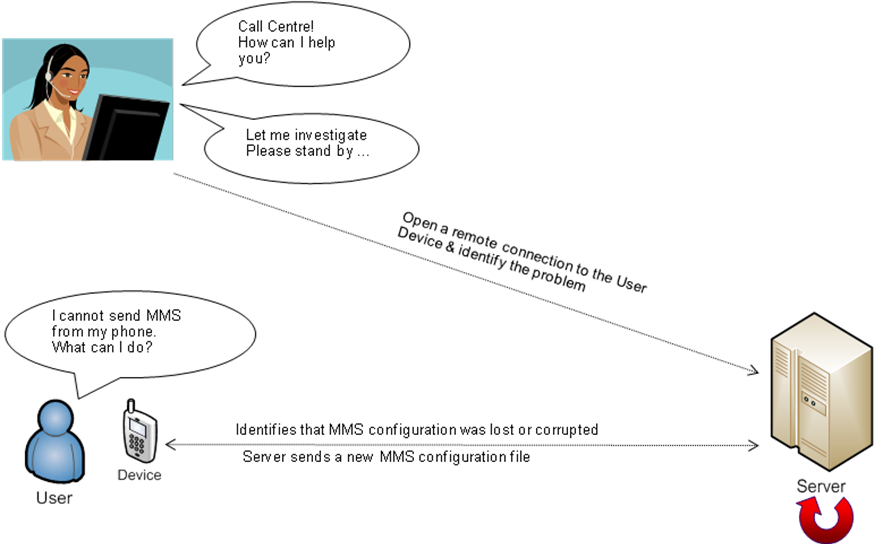 Call Centre!
How can I help
you?
Let me investigate
Please stand by ...
Open a remote connection to the User
Device & identify the problem
I cannot send MMS
from my phone.
What can I do?
Identifies that MMS configuration was lost or corrupted
Server sends a new MMS configuration file
User
Device
Server